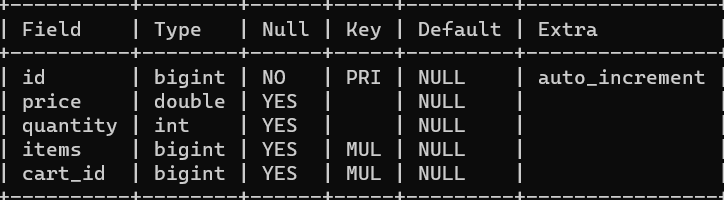 +----------+--------+------+-----+---------+----------------+
| Field    | Type   | Null | Key | Default | Extra          |
+----------+--------+------+-----+---------+----------------+
| id       | bigint | NO   | PRI | NULL    | auto_increment |
| price    | double | YES  |     | NULL    |                |
| quantity | int    | YES  |     | NULL    |                |
| items    | bigint | YES  | MUL | NULL    |                |
| cart_id  | bigint | YES  | MUL | NULL    |                |
+----------+--------+------+-----+---------+----------------+